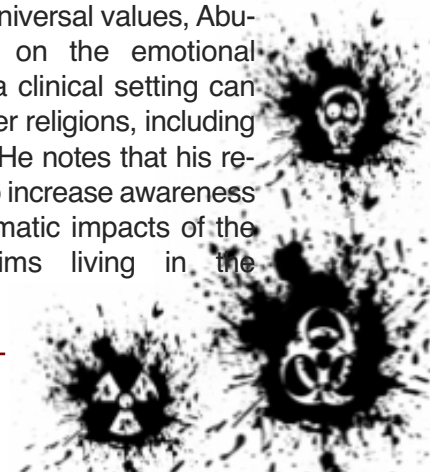 niversal values, Abu-
on the emotional
a clinical setting can
er religions, including
He notes that his re-
increase awareness
matic impacts of the
ims living in the